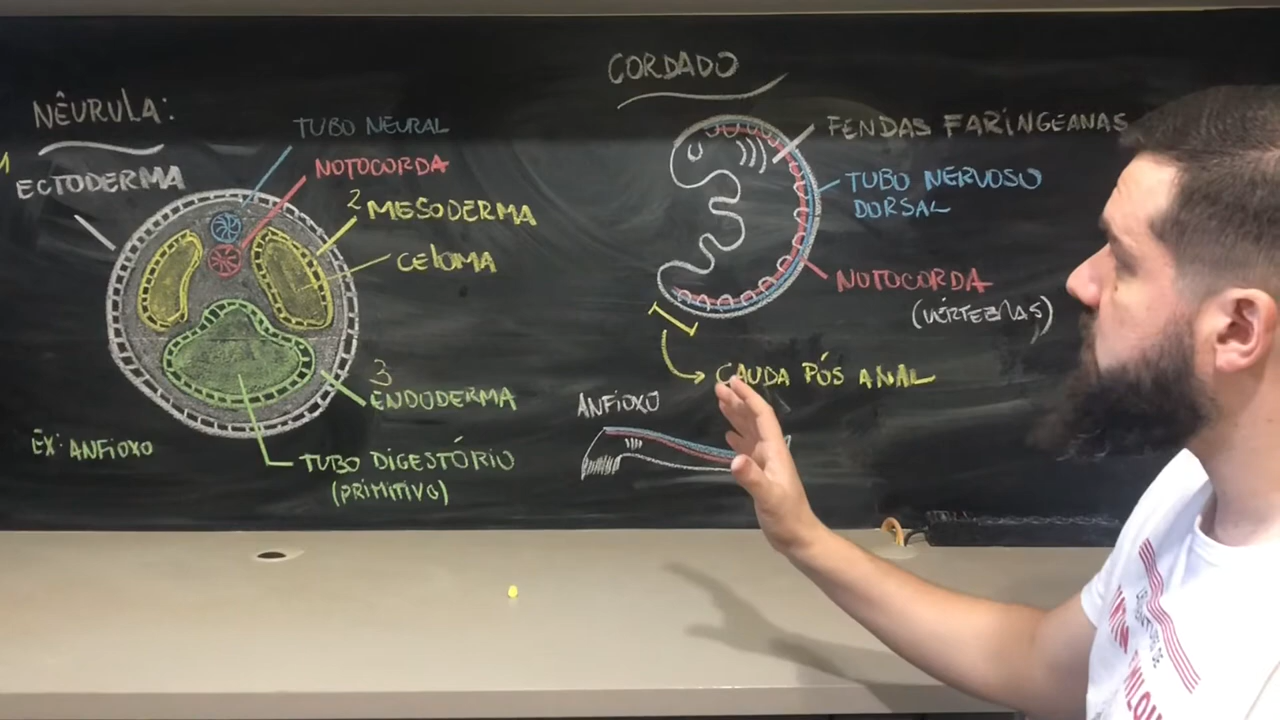 NÊURULA:
1
ECTODERMA
TUBO NEURAL
NOTOCORDA
2 MESODERMA
CELOMA
3
ENDODERMA
TUBO DIGESTÓRIO
(PRIMITIVO)
EX: ANFIOXO
CORDADO
FENDAS FARINGEANAS
TUBO NERVOSO
DORSAL
NOTOCORDA
CAUDA PÓS ANAL
ANFIOXO